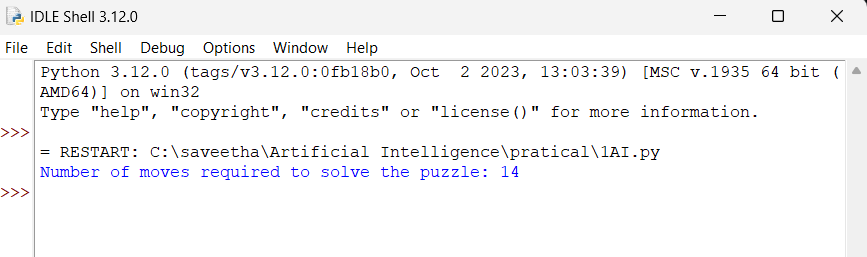 IDLE Shell 3.12.0
File Edit Shell Debug Options Window Help
Python 3.12.0 (tags/v3.12.0:0fb18b0, Oct  2 2023, 13:03:39) [MSC v.1935 64 bit (
AMD64)] on win32
Type "help", "copyright", "credits" or "license()" for more information.
>>>
= RESTART: C:\saveetha\Artificial Intelligence\pratical\1AI.py
Number of moves required to solve the puzzle: 14
>>>